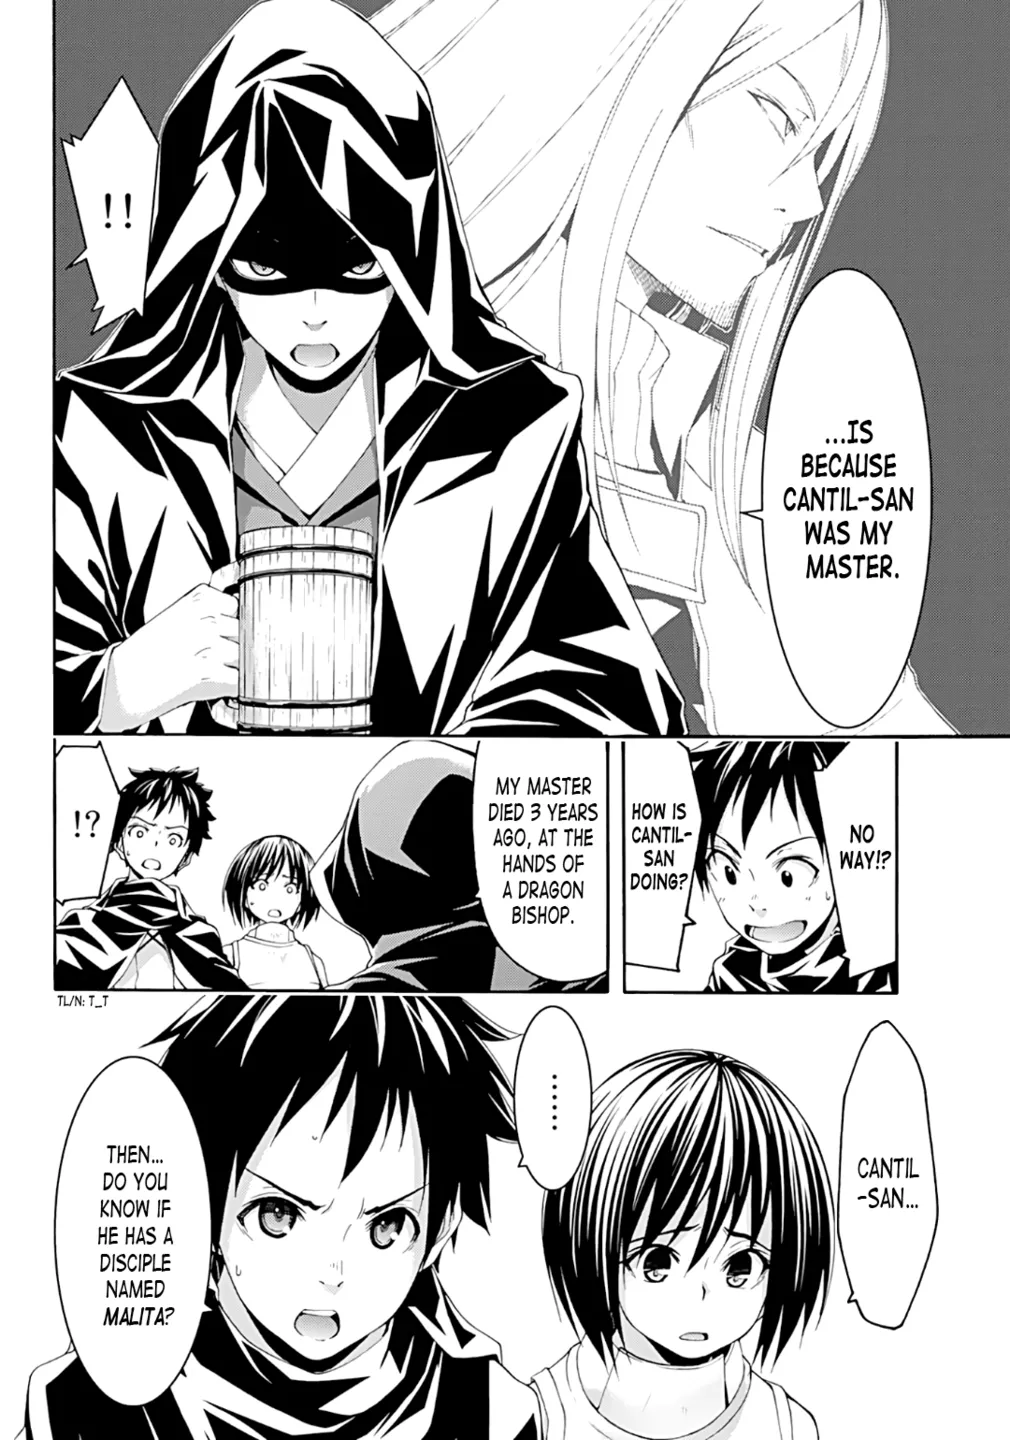 ...IS
BECAUSE
CANTIL-SAN
WAS MY
MASTER.
!!
NO
WAY!?
HOW IS
CANTIL-
SAN
DOING?
MY MASTER
DIED 3 YEARS
AGO, AT THE
HANDS OF
A DRAGON
BISHOP.
!?
TL/N: T_T
CANTIL
-SAN...
......
THEN...
DO YOU
KNOW IF
HE HAS A
DISCIPLE
NAMED
MALITA?